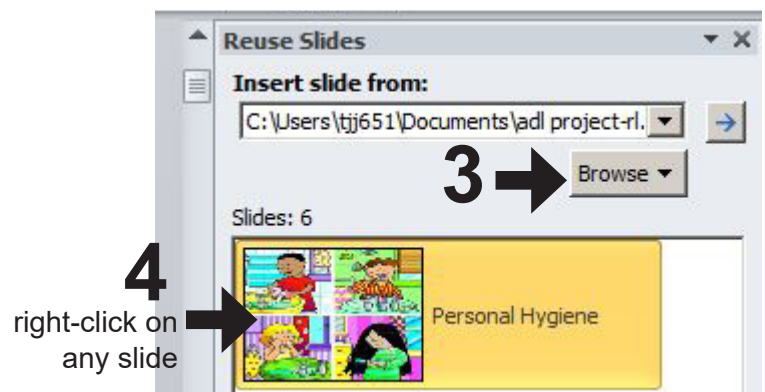 Reuse Slides
Insert slide from:
C:\Users\tjj651\Documents\adl project-rl.
3
Browse
Slides: 6
4
right-click on
any slide
Personal Hygiene